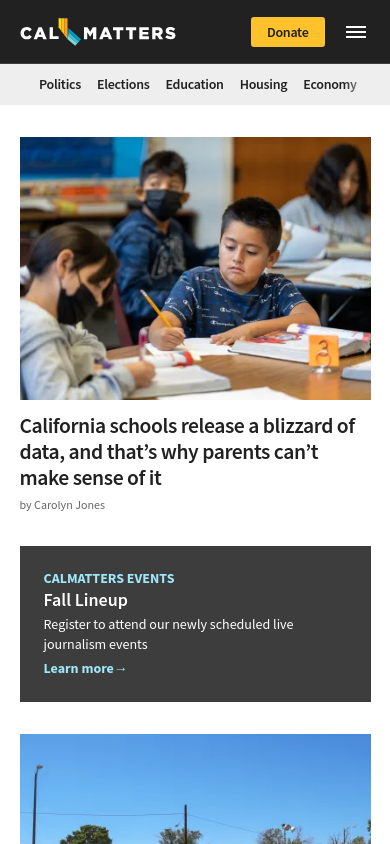 CALMATTERS
Donate
Politics Elections Education Housing Economy
California schools release a blizzard of
data, and that's why parents can't
make sense of it
by Carolyn Jones
CALMATTERS EVENTS
Fall Lineup
Register to attend our newly scheduled live
journalism events
Learn more→